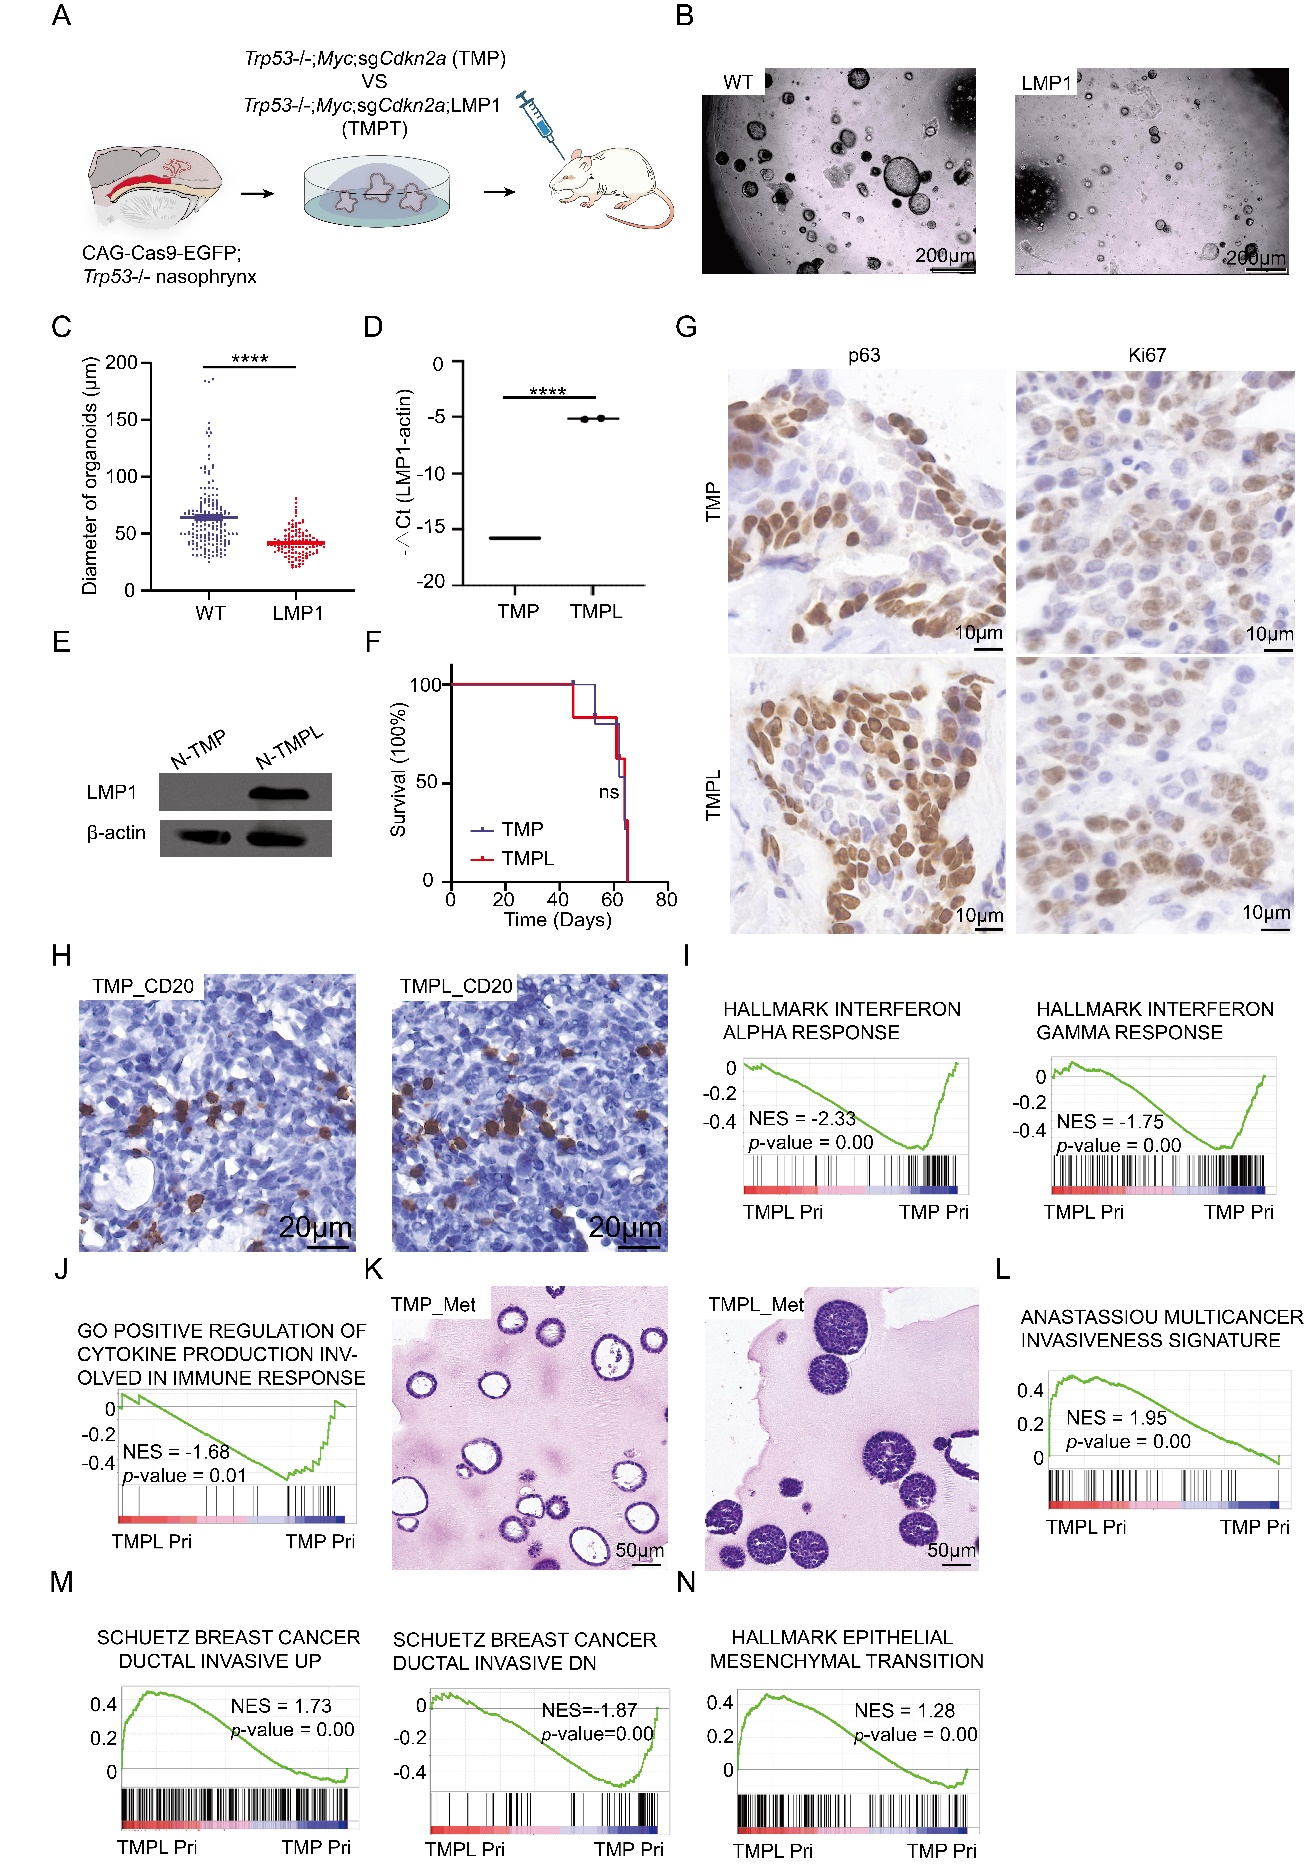 A
Trp53-/-;Myc;sgCdkn2a (TMP)
VS
Trp53-/-;Myc;sgCdkn2a;LMP1
(TMPT)
CAG-Cas9-EGFP;
Trp53-/- nasophrynx
B
WT
200μm
LMP1
200μm
C
Diameter of organoids (μm)
200
150
100
50
0
****
WT
LMP1
D
-△Ct (LMP1-actin)
0
-5
-10
-15
-20
****
TMP
TMPL
E
N-TMP
N-TMPL
LMP1
β-actin
F
Survival (100%)
100
50
0
ns
TMP
TMPL
0
20
40
60
80
Time (Days)
G
p63
Ki67
TMP
10μm
10μm
TMPL
10μm
10μm
H
TMP_CD20
20μm
TMPL_CD20
20μm
I
HALLMARK INTERFERON
ALPHA RESPONSE
0
-0.2
-0.4
NES = -2.33
p-value = 0.00
TMPL Pri
TMP Pri
HALLMARK INTERFERON
GAMMA RESPONSE
0
-0.2
-0.4
NES = -1.75
p-value = 0.00
TMPL Pri
TMP Pri
J
GO POSITIVE REGULATION OF
CYTOKINE PRODUCTION INV-
OLVED IN IMMUNE RESPONSE
0
-0.2
-0.4
NES = -1.68
p-value = 0.01
TMPL Pri
TMP Pri
K
TMP_Met
50μm
TMPL_Met
50μm
L
ANASTASSIOU MULTICANCER
INVASIVENESS SIGNATURE
0.4
0.2
0
NES = 1.95
p-value = 0.00
TMPL Pri
TMP Pri
M
SCHUETZ BREAST CANCER
DUCTAL INVASIVE UP
0.4
0.2
0
NES = 1.73
p-value = 0.00
TMPL Pri
TMP Pri
SCHUETZ BREAST CANCER
DUCTAL INVASIVE DN
0
-0.2
-0.4
NES=-1.87
p-value=0.00
TMPL Pri
TMP Pri
N
HALLMARK EPITHELIAL
MESENCHYMAL TRANSITION
0.4
0.2
0
NES = 1.28
p-value = 0.00
TMPL Pri
TMP Pri